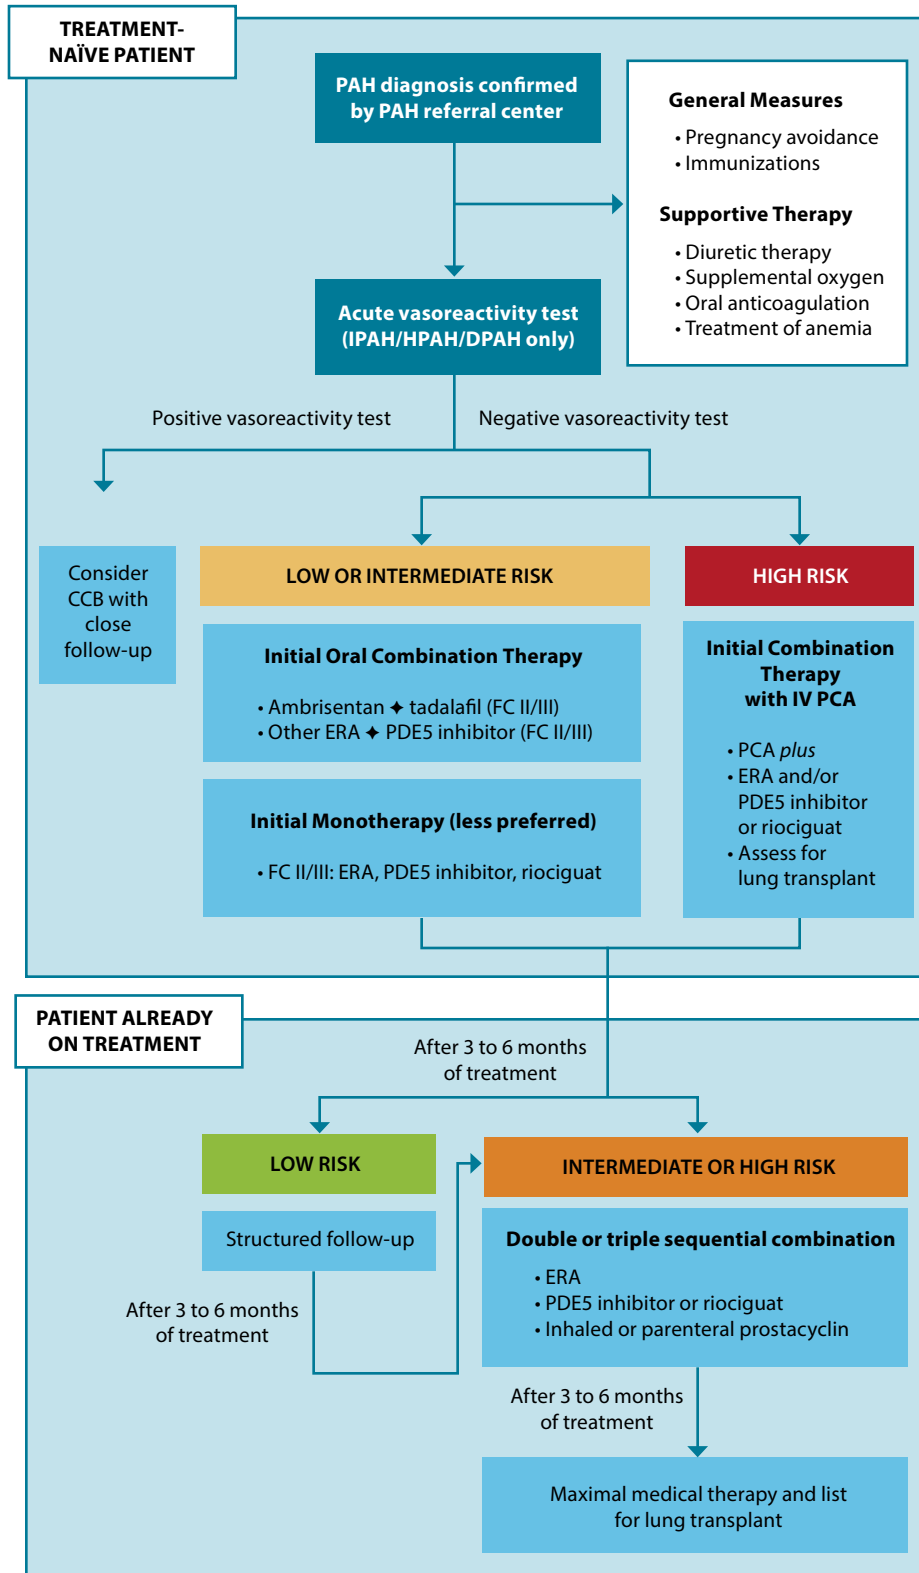 TREATMENT-
NAÏVE PATIENT
PAH diagnosis confirmed
by PAH referral center
General Measures
• Pregnancy avoidance
• Immunizations
Supportive Therapy
• Diuretic therapy
• Supplemental oxygen
• Oral anticoagulation
• Treatment of anemia
Acute vasoreactivity test
(IPAH/HPAH/DPAH only)
Positive vasoreactivity test
Negative vasoreactivity test
Consider
CCB with
close
follow-up
LOW OR INTERMEDIATE RISK
Initial Oral Combination Therapy
• Ambrisentan ✦ tadalafil (FC II/III)
• Other ERA ✦ PDE5 inhibitor (FC II/III)
Initial Monotherapy (less preferred)
• FC II/III: ERA, PDE5 inhibitor, riociguat
HIGH RISK
Initial Combination
Therapy
with IV PCA
• PCA plus
• ERA and/or
PDE5 inhibitor
or riociguat
• Assess for
lung transplant
PATIENT ALREADY
ON TREATMENT
After 3 to 6 months
of treatment
LOW RISK
Structured follow-up
After 3 to 6 months
of treatment
INTERMEDIATE OR HIGH RISK
Double or triple sequential combination
• ERA
• PDE5 inhibitor or riociguat
• Inhaled or parenteral prostacyclin
After 3 to 6 months
of treatment
Maximal medical therapy and list
for lung transplant